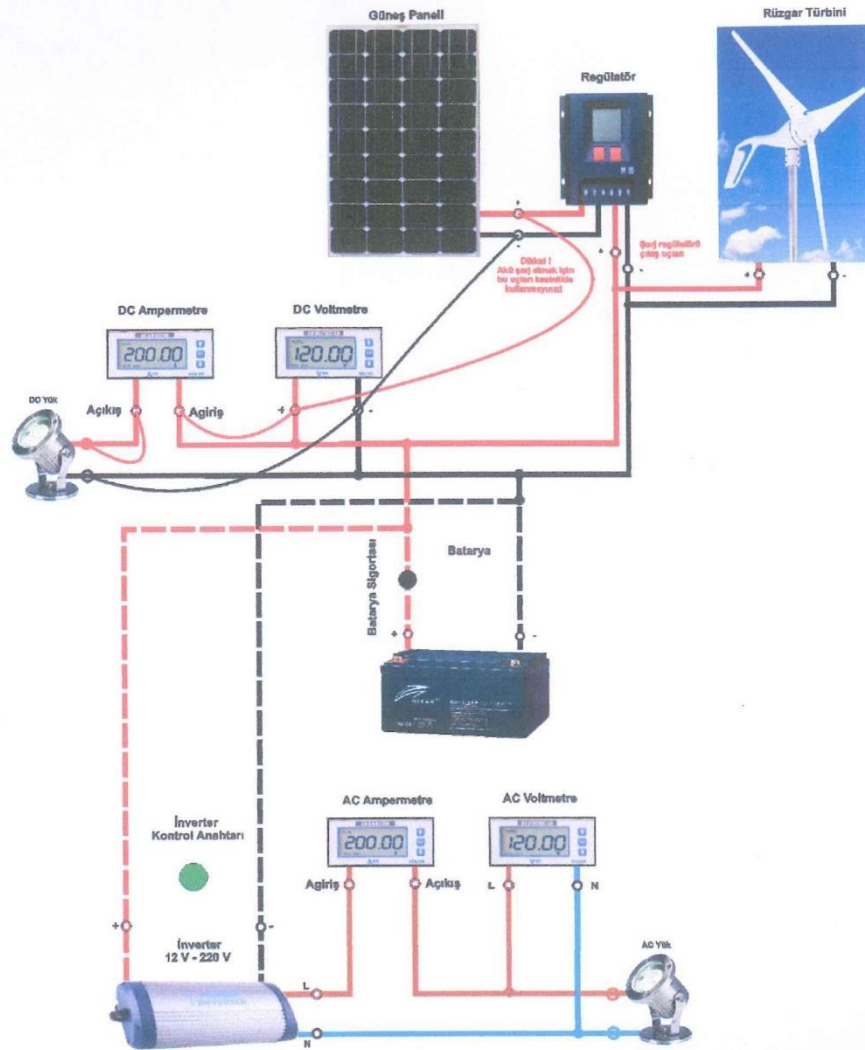 Güneş Paneli
Rüzgar Türbini
Regülatör
+
-
Dikkat !
Akü şarj etmek için
bu uçları kesinlikle
kullanmayınız!
+
-
Şarj regülatörü
çıkış uçları
+
-
DC Ampermetre
DC Voltmetre
200.00
120.00
DC Yük
Açıkış
Agiriş
+
-
Batarya Sigortası
Batarya
+
-
AC Ampermetre
AC Voltmetre
İnverter
Kontrol Anahtarı
200.00
120.00
Agiriş
Açıkış
L
N
+
-
İnverter
12 V - 220 V
AC Yük
L
N